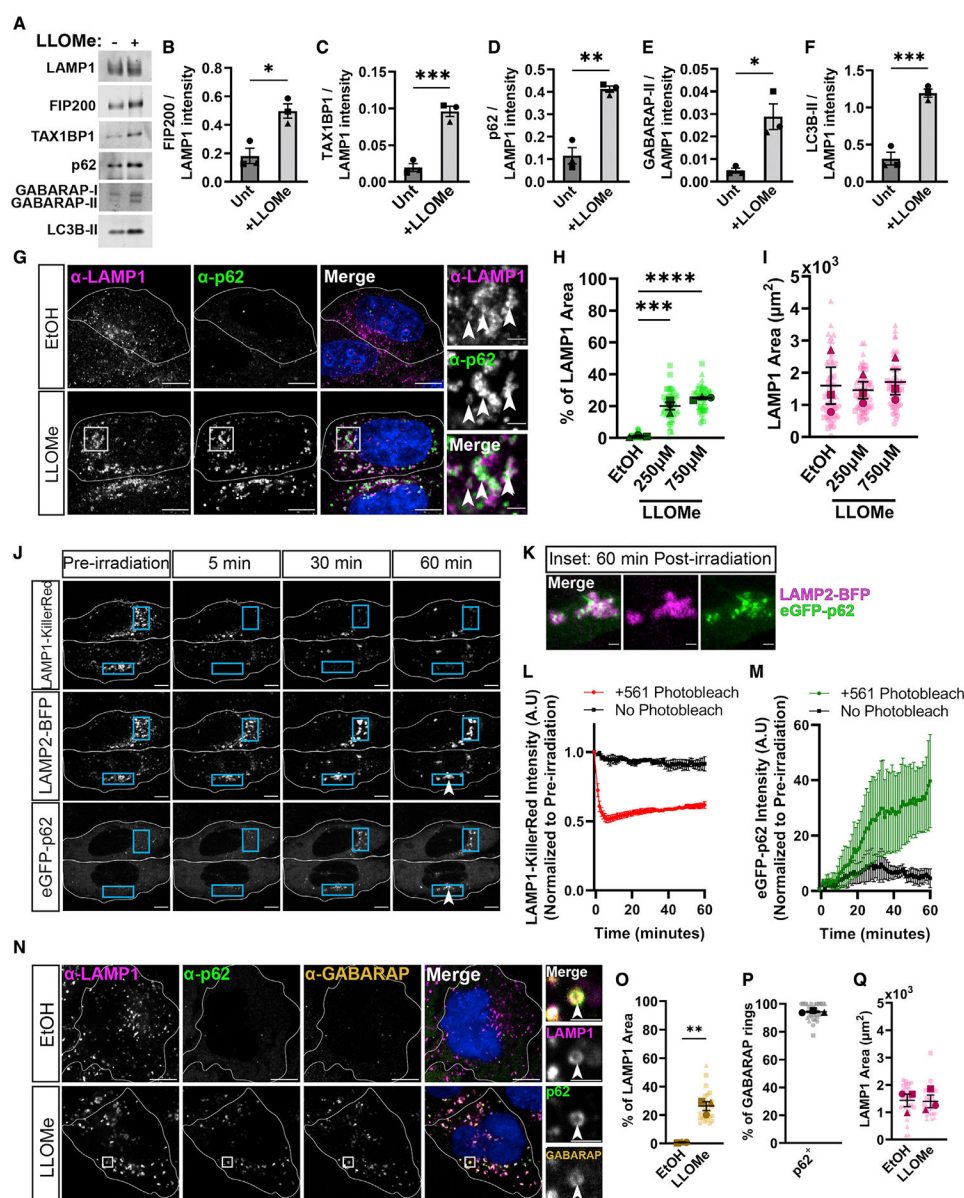 A
LLOMe: - +
LAMP1
FIP200
TAX1BP1
p62
GABARAP-I
GABARAP-II
LC3B-II
B
FIP200 /
LAMP1 intensity
0.8
0.6
0.4
0.2
0.0
*
Unt
+LLOMe
C
TAX1BP1 /
LAMP1 intensity
0.15
0.10
0.05
0.00
***
Unt
+LLOMe
D
p62 /
LAMP1 intensity
0.5
0.4
0.3
0.2
0.1
0.0
**
Unt
+LLOMe
E
GABARAP-II /
LAMP1 intensity
0.05
0.04
0.03
0.02
0.01
0.00
*
Unt
+LLOMe
F
LC3B-II /
LAMP1 intensity
1.5
1.0
0.5
0.0
***
Unt
+LLOMe
G
α-LAMP1
α-p62
Merge
α-LAMP1
α-p62
Merge
EtOH
LLOMe
H
% of LAMP1 Area
100
80
60
40
20
0
****
***
EtOH
250μM
750μM
LLOMe
I
×10³
LAMP1 Area (μm²)
5
4
3
2
1
0
EtOH
250μM
750μM
LLOMe
J
Pre-irradiation
5 min
30 min
60 min
LAMP1-KillerRed
LAMP2-BFP
eGFP-p62
K
Inset: 60 min Post-irradiation
Merge
LAMP2-BFP
eGFP-p62
L
+561 Photobleach
No Photobleach
LAMP1-KillerRed Intensity (A.U)
(Normalized to Pre-irradiation)
1.0
0.5
0.0
0
20
40
60
Time (minutes)
M
+561 Photobleach
No Photobleach
eGFP-p62 Intensity (A.U)
(Normalized to Pre-irradiation)
60
40
20
0
0
20
40
60
Time (minutes)
N
α-LAMP1
α-p62
α-GABARAP
Merge
Merge
LAMP1
p62
GABARAP
EtOH
LLOMe
O
% of LAMP1 Area
100
80
60
40
20
0
**
EtOH
LLOMe
P
% of GABARAP rings
100
80
60
40
20
0
p62⁺
Q
×10³
LAMP1 Area (μm²)
5
4
3
2
1
0
EtOH
LLOMe